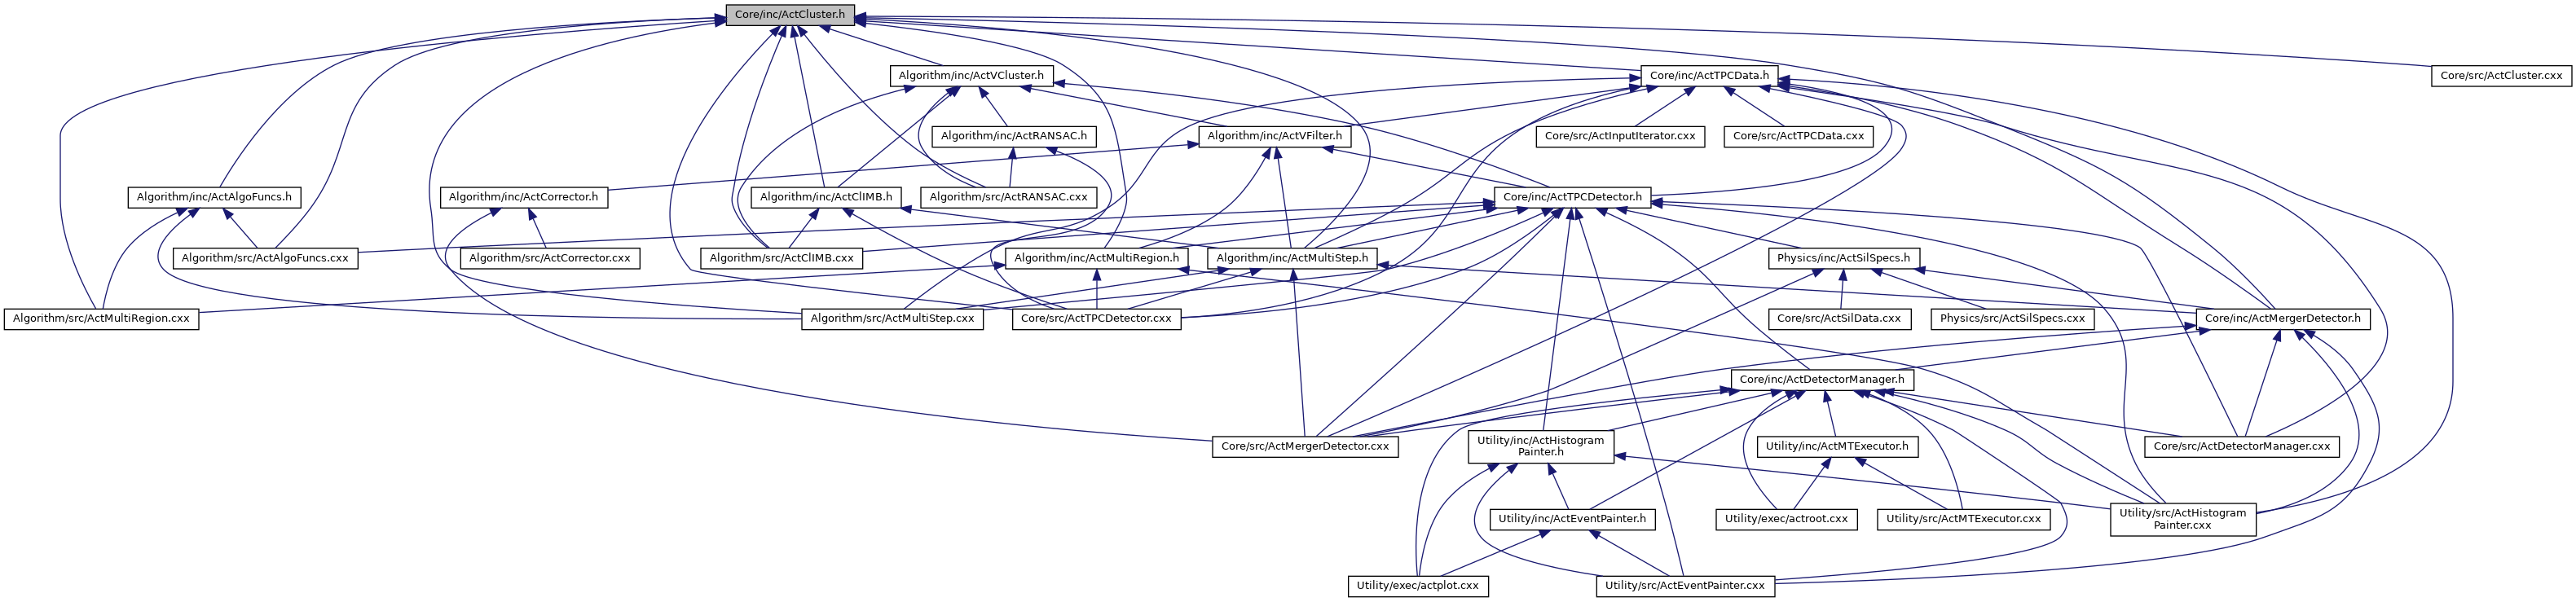 Core/inc/ActCluster.h
Algorithm/inc/ActVCluster.h
Core/inc/ActTPCData.h
Core/src/ActCluster.cxx
Algorithm/inc/ActRANSAC.h
Algorithm/inc/ActVFilter.h
Core/src/ActInputIterator.cxx
Core/src/ActTPCData.cxx
Algorithm/inc/ActAlgoFuncs.h
Algorithm/inc/ActCorrector.h
Algorithm/inc/ActClIMB.h
Algorithm/src/ActRANSAC.cxx
Core/inc/ActTPCDetector.h
Algorithm/src/ActAlgoFuncs.cxx
Algorithm/src/ActCorrector.cxx
Algorithm/src/ActClIMB.cxx
Algorithm/inc/ActMultiRegion.h
Algorithm/inc/ActMultiStep.h
Physics/inc/ActSilSpecs.h
Algorithm/src/ActMultiRegion.cxx
Algorithm/src/ActMultiStep.cxx
Core/src/ActTPCDetector.cxx
Core/src/ActSilData.cxx
Physics/src/ActSilSpecs.cxx
Core/inc/ActMergerDetector.h
Core/inc/ActDetectorManager.h
Core/src/ActMergerDetector.cxx
Utility/inc/ActHistogram
Painter.h
Utility/inc/ActMTExecutor.h
Core/src/ActDetectorManager.cxx
Utility/inc/ActEventPainter.h
Utility/exec/actroot.cxx
Utility/src/ActMTExecutor.cxx
Utility/src/ActHistogram
Painter.cxx
Utility/exec/actplot.cxx
Utility/src/ActEventPainter.cxx